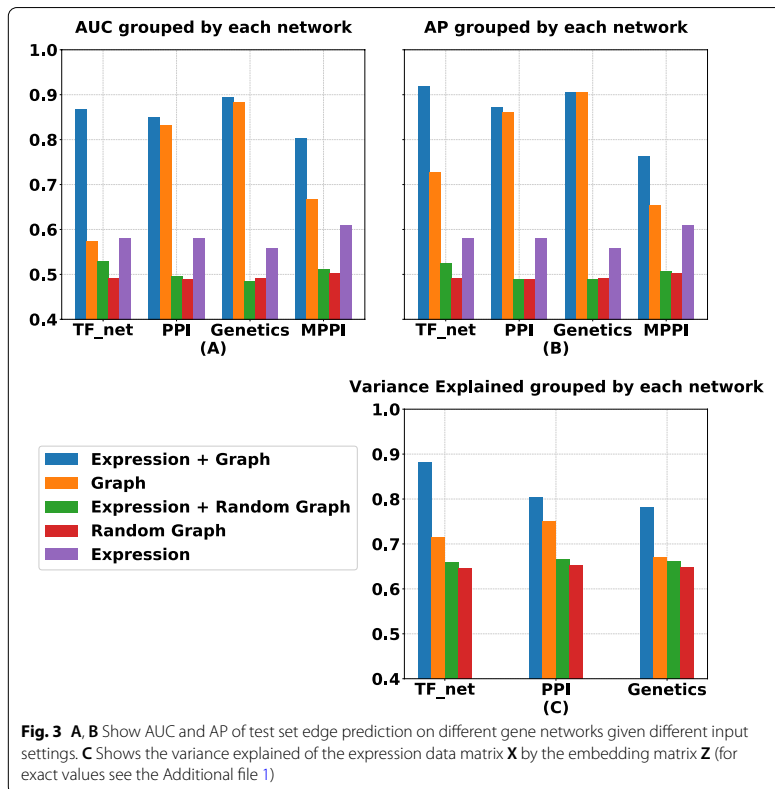 AUC grouped by each network
1.0
0.9
0.8
0.7
0.6
0.5
0.4
TF_net PPI Genetics MPPI
(A)
AP grouped by each network
TF_net PPI Genetics MPPI
(B)
Expression + Graph
Graph
Expression + Random Graph
Random Graph
Expression
Variance Explained grouped by each network
1.0
0.9
0.8
0.7
0.6
0.5
0.4
TF_net PPI Genetics
(C)
Fig. 3 A, B Show AUC and AP of test set edge prediction on different gene networks given different input
settings. C Shows the variance explained of the expression data matrix X by the embedding matrix Z (for
exact values see the Additional file 1)